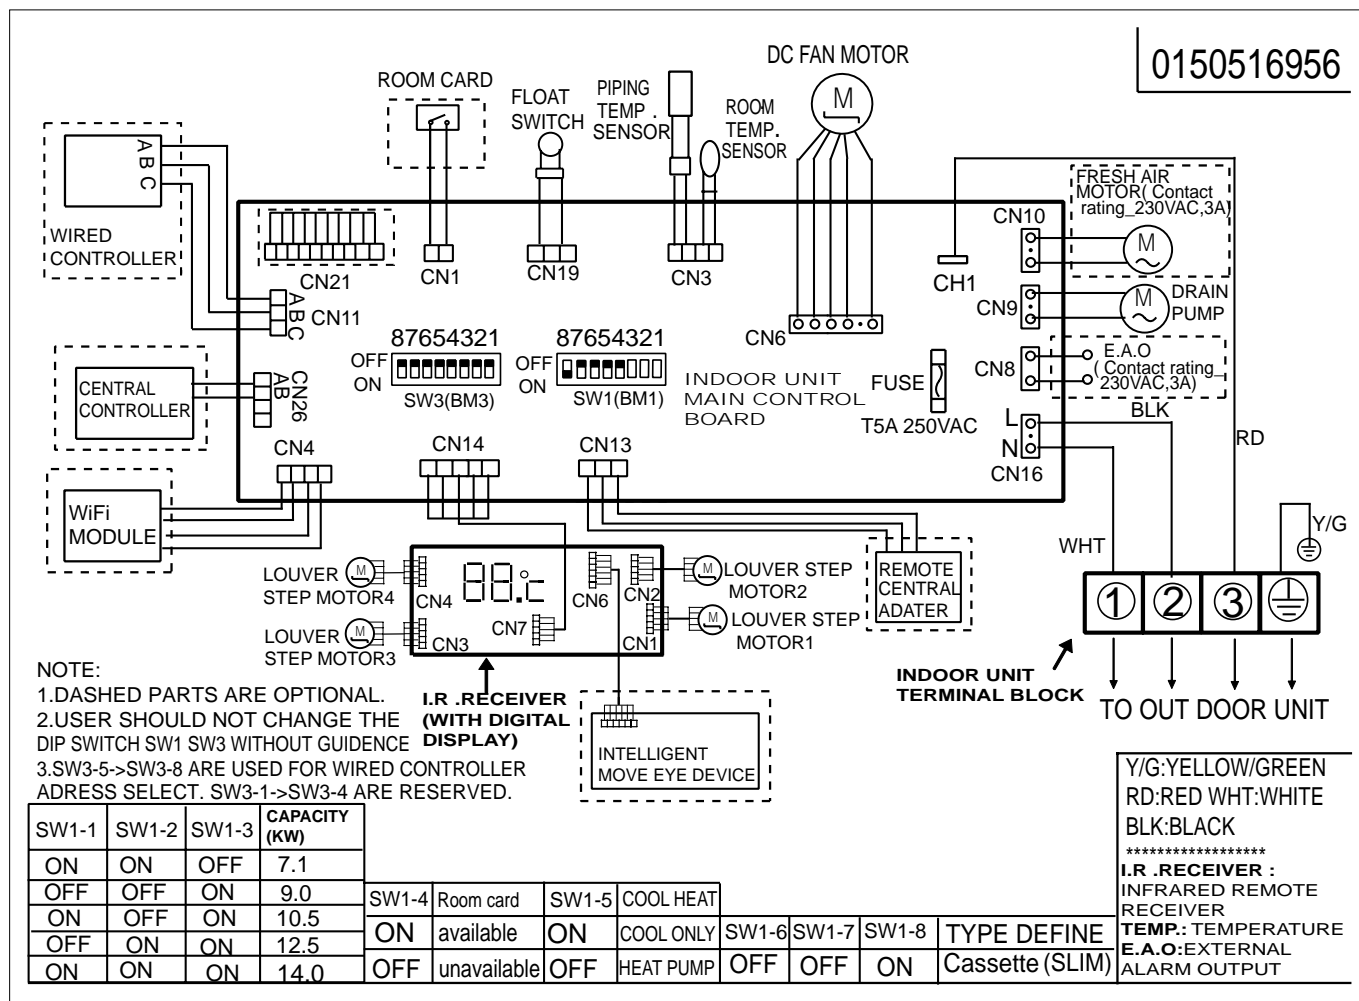 0150516956
DC FAN MOTOR
ROOM CARD
FLOAT
SWITCH
PIPING
TEMP .
SENSOR
ROOM
TEMP.
SENSOR
M
A B C
WIRED
CONTROLLER
FRESH AIR
MOTOR( Contact
rating_230VAC,3A)
M
CN10
CN21
CN1
CN19
CN3
CH1
CN9
M
DRAIN
PUMP
A B C
CN11
CN6
87654321
OFF
ON
SW3(BM3)
87654321
OFF
ON
SW1(BM1)
INDOOR UNIT
MAIN CONTROL
BOARD
FUSE
T5A 250VAC
CN8
E.A.O
( Contact rating_
230VAC,3A)
CENTRAL
CONTROLLER
AB
CN26
L
N
CN16
BLK
RD
WHT
Y/G
CN4
CN14
CN13
WiFi
MODULE
LOUVER
STEP MOTOR4
M
CN4
88.°c
CN6
CN2
M
LOUVER STEP
MOTOR2
REMOTE
CENTRAL
ADATER
LOUVER
STEP MOTOR3
M
CN3
CN7
CN1
M
LOUVER STEP
MOTOR1
1
2
3
INDOOR UNIT
TERMINAL BLOCK
TO OUT DOOR UNIT
I.R .RECEIVER
(WITH DIGITAL
DISPLAY)
INTELLIGENT
MOVE EYE DEVICE
NOTE:
1.DASHED PARTS ARE OPTIONAL.
2.USER SHOULD NOT CHANGE THE
DIP SWITCH SW1 SW3 WITHOUT GUIDENCE
3.SW3-5->SW3-8 ARE USED FOR WIRED CONTROLLER
ADRESS SELECT. SW3-1->SW3-4 ARE RESERVED.
SW1-1 SW1-2 SW1-3 CAPACITY (KW)
ON ON OFF 7.1
OFF OFF ON 9.0
ON OFF ON 10.5
OFF ON ON 12.5
ON ON ON 14.0
SW1-4 Room card SW1-5 COOL HEAT
ON available ON COOL ONLY
OFF unavailable OFF HEAT PUMP
SW1-6 SW1-7 SW1-8 TYPE DEFINE
OFF OFF ON Cassette (SLIM)
Y/G:YELLOW/GREEN
RD:RED WHT:WHITE
BLK:BLACK
******************
I.R .RECEIVER :
INFRARED REMOTE
RECEIVER
TEMP.: TEMPERATURE
E.A.O:EXTERNAL
ALARM OUTPUT